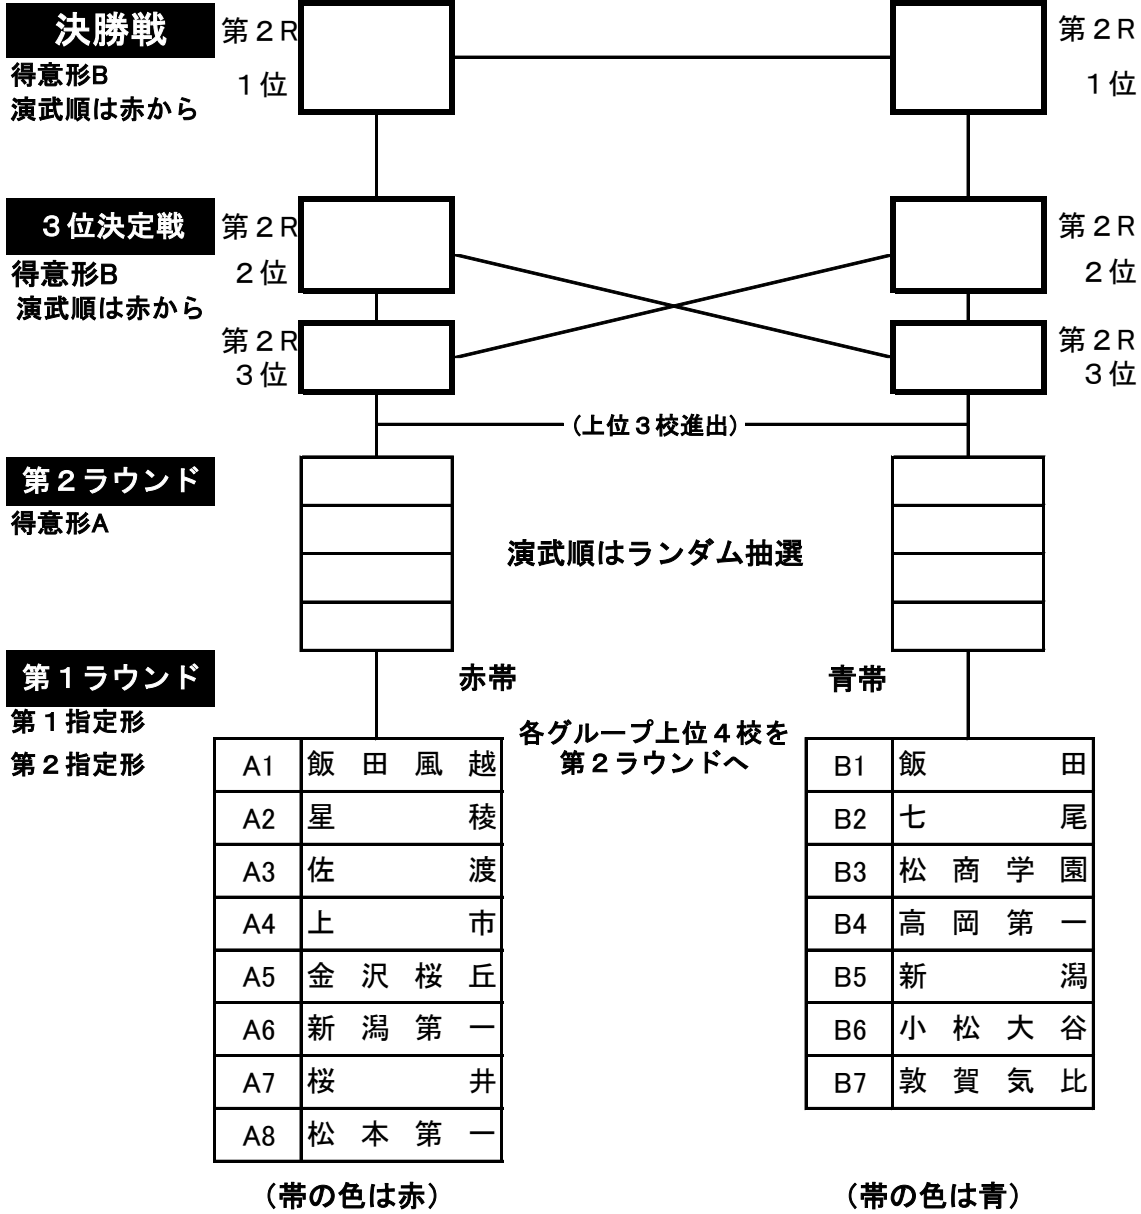 決勝戦
得意形B
演武順は赤から
第２R
１位
第２R
１位
３位決定戦
得意形B
演武順は赤から
第２R
２位
第２R
２位
第２R
３位
第２R
３位
（上位３校進出）
第２ラウンド
得意形A
演武順はランダム抽選
第１ラウンド
第１指定形
第２指定形
赤帯
青帯
各グループ上位４校を
第２ラウンドへ
A1 飯田風越
A2 星稜
A3 佐渡
A4 上市
A5 金沢桜丘
A6 新潟第一
A7 桜井
A8 松本第一
（帯の色は赤）
B1 飯田
B2 七尾
B3 松商学園
B4 高岡第一
B5 新潟
B6 小松大谷
B7 敦賀気比
（帯の色は青）